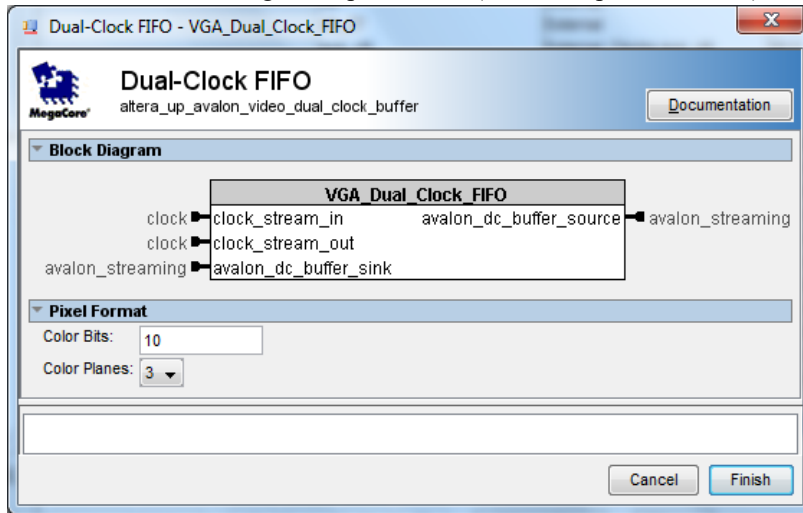 Dual-Clock FIFO - VGA_Dual_Clock_FIFO
Dual-Clock FIFO
MegaCore®
altera_up_avalon_video_dual_clock_buffer
Documentation
Block Diagram
VGA_Dual_Clock_FIFO
clock clock_stream_in avalon_dc_buffer_source avalon_streaming
clock clock_stream_out
avalon_streaming avalon_dc_buffer_sink
Pixel Format
Color Bits: 10
Color Planes: 3
Cancel Finish